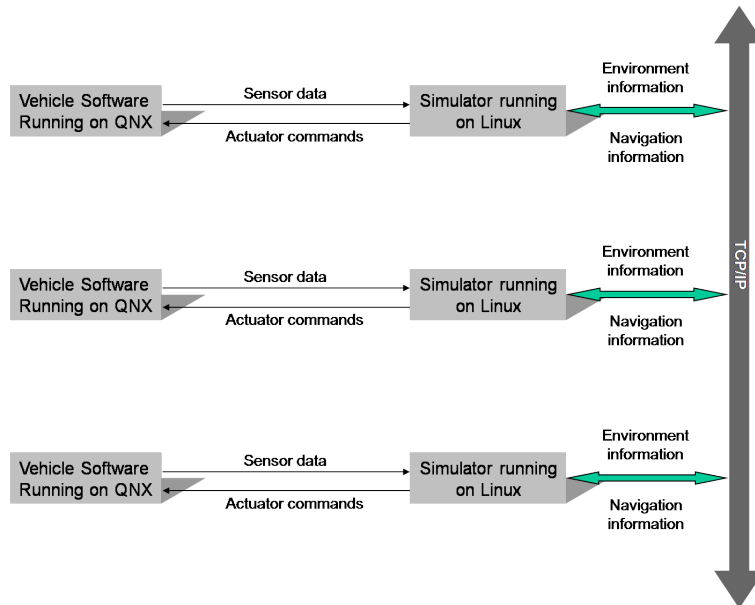 Vehicle Software
Running on QNX
Sensor data
Actuator commands
Simulator running
on Linux
Environment
information
Navigation
information
Vehicle Software
Running on QNX
Sensor data
Actuator commands
Simulator running
on Linux
Environment
information
Navigation
information
Vehicle Software
Running on QNX
Sensor data
Actuator commands
Simulator running
on Linux
Environment
information
Navigation
information
TCP/IP